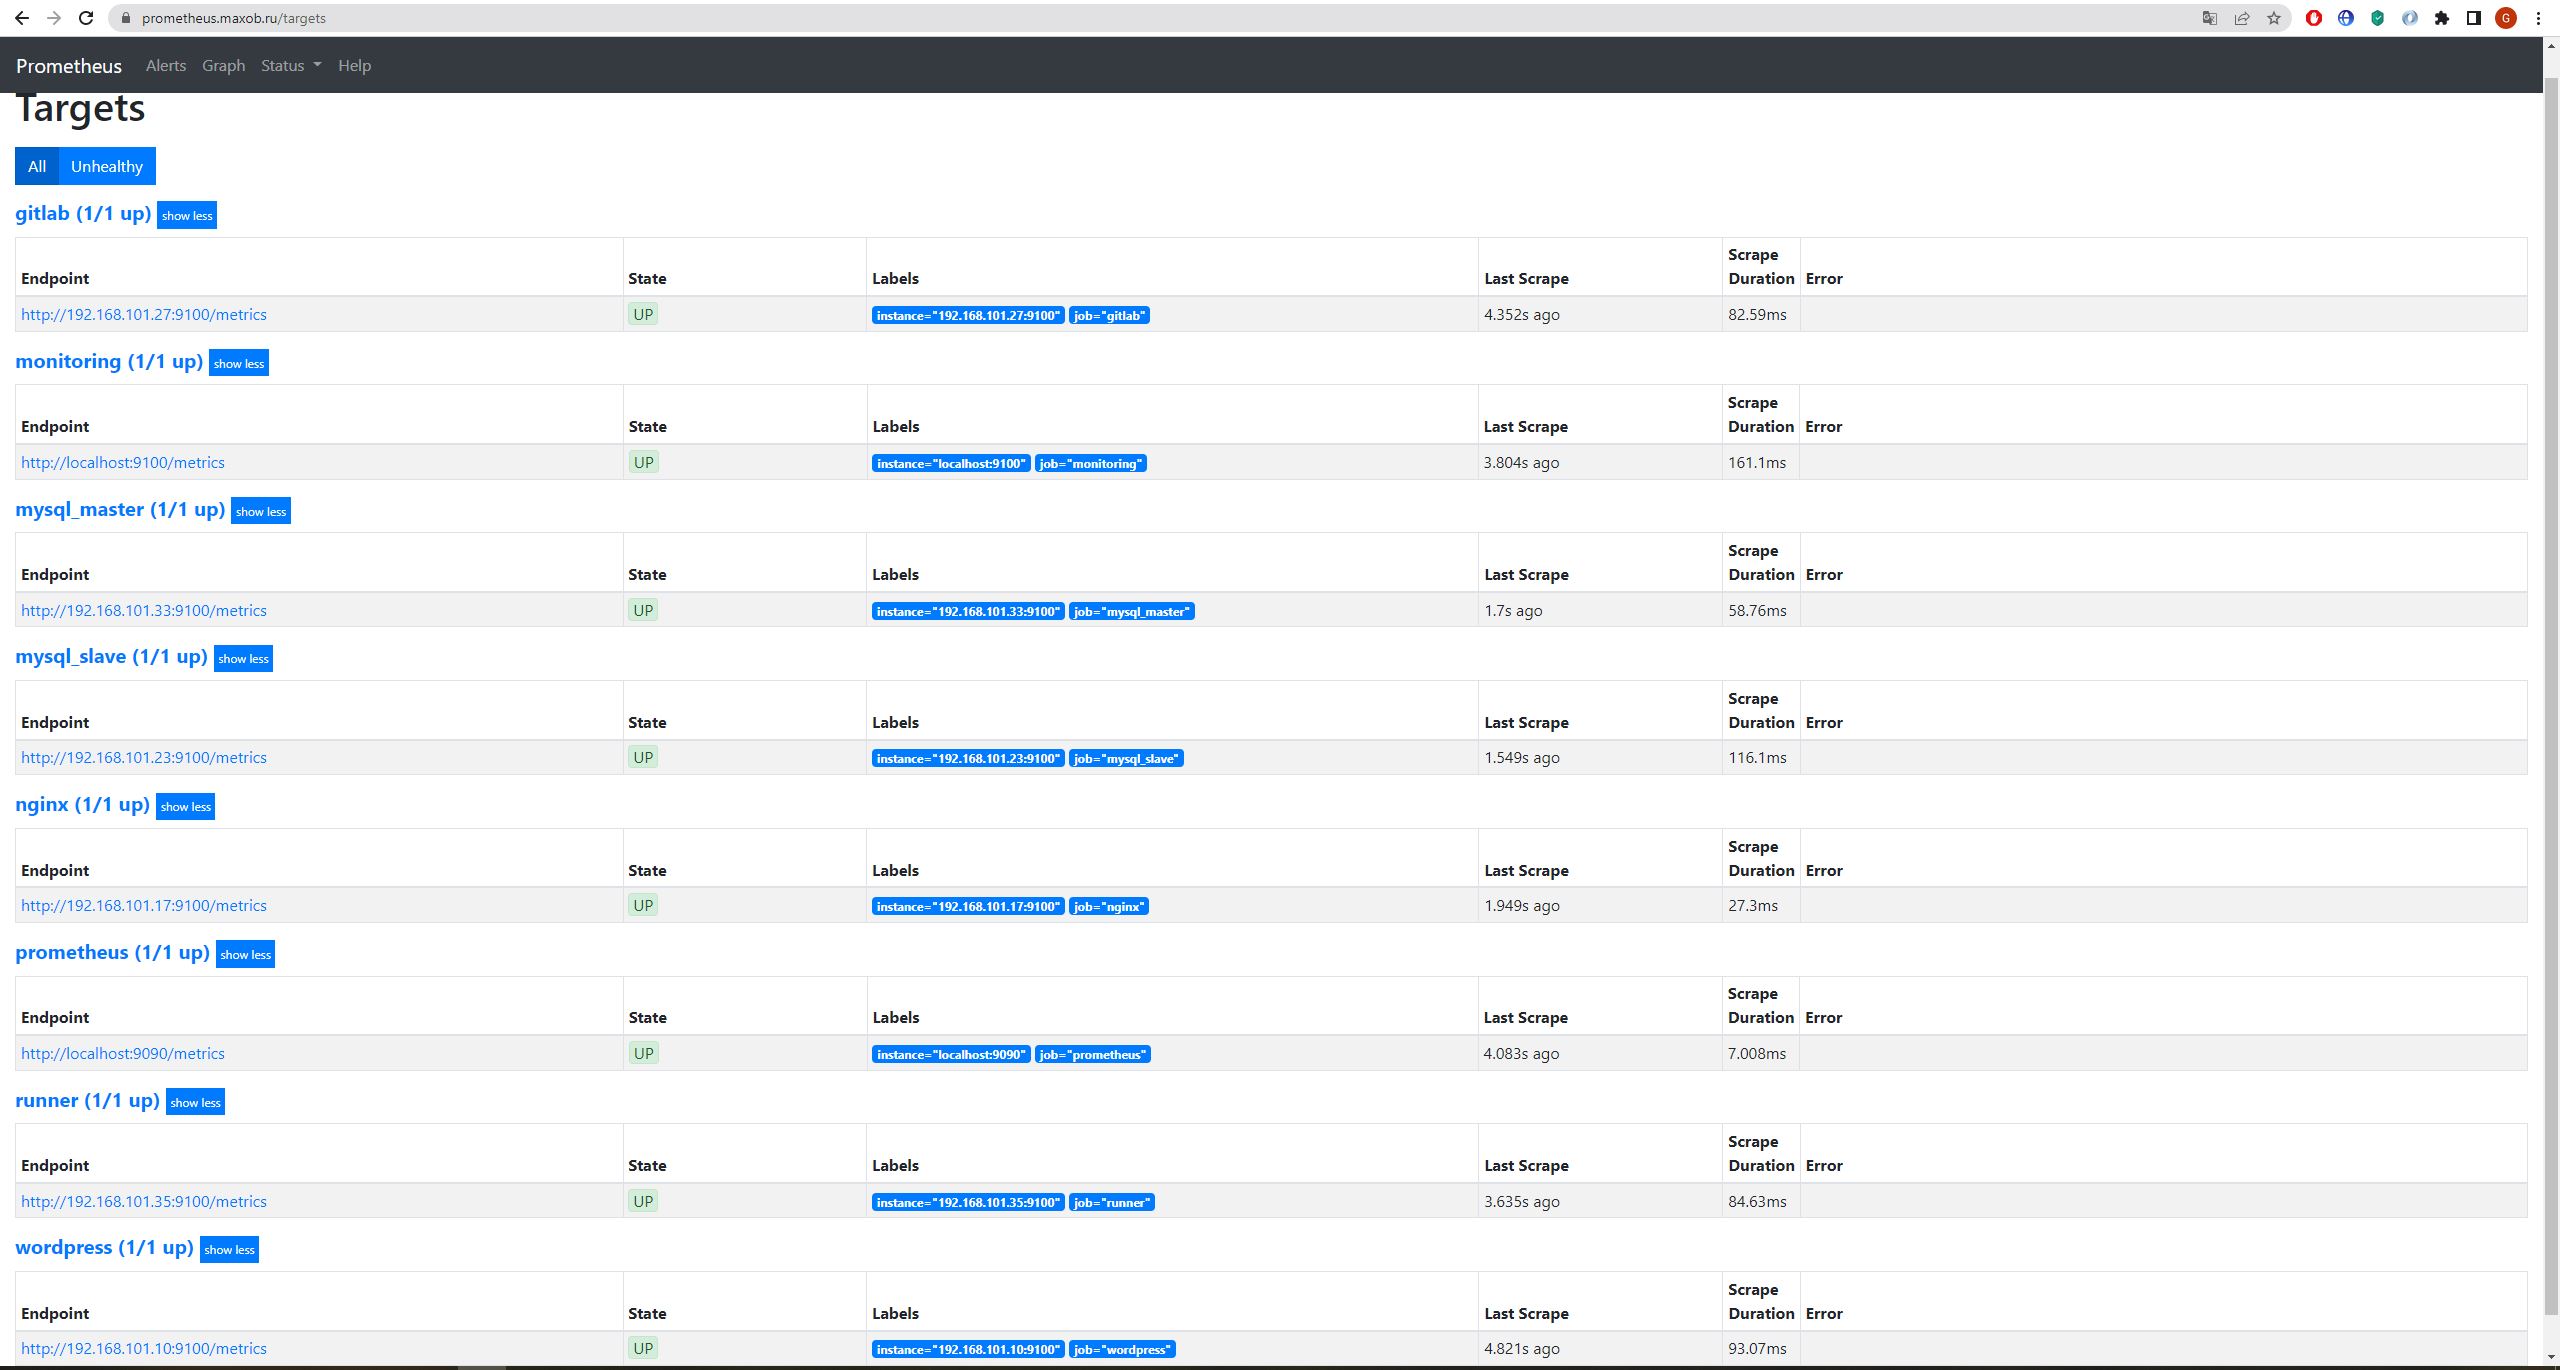 prometheus.maxob.ru/targets
G
Prometheus Alerts Graph Status Help
Targets
All Unhealthy
gitlab (1/1 up) show less
Endpoint State Labels Last Scrape Scrape Duration Error
http://192.168.101.27:9100/metrics UP instance="192.168.101.27:9100" job="gitlab" 4.352s ago 82.59ms
monitoring (1/1 up) show less
Endpoint State Labels Last Scrape Scrape Duration Error
http://localhost:9100/metrics UP instance="localhost:9100" job="monitoring" 3.804s ago 161.1ms
mysql_master (1/1 up) show less
Endpoint State Labels Last Scrape Scrape Duration Error
http://192.168.101.33:9100/metrics UP instance="192.168.101.33:9100" job="mysql_master" 1.7s ago 58.76ms
mysql_slave (1/1 up) show less
Endpoint State Labels Last Scrape Scrape Duration Error
http://192.168.101.23:9100/metrics UP instance="192.168.101.23:9100" job="mysql_slave" 1.549s ago 116.1ms
nginx (1/1 up) show less
Endpoint State Labels Last Scrape Scrape Duration Error
http://192.168.101.17:9100/metrics UP instance="192.168.101.17:9100" job="nginx" 1.949s ago 27.3ms
prometheus (1/1 up) show less
Endpoint State Labels Last Scrape Scrape Duration Error
http://localhost:9090/metrics UP instance="localhost:9090" job="prometheus" 4.083s ago 7.008ms
runner (1/1 up) show less
Endpoint State Labels Last Scrape Scrape Duration Error
http://192.168.101.35:9100/metrics UP instance="192.168.101.35:9100" job="runner" 3.635s ago 84.63ms
wordpress (1/1 up) show less
Endpoint State Labels Last Scrape Scrape Duration Error
http://192.168.101.10:9100/metrics UP instance="192.168.101.10:9100" job="wordpress" 4.821s ago 93.07ms